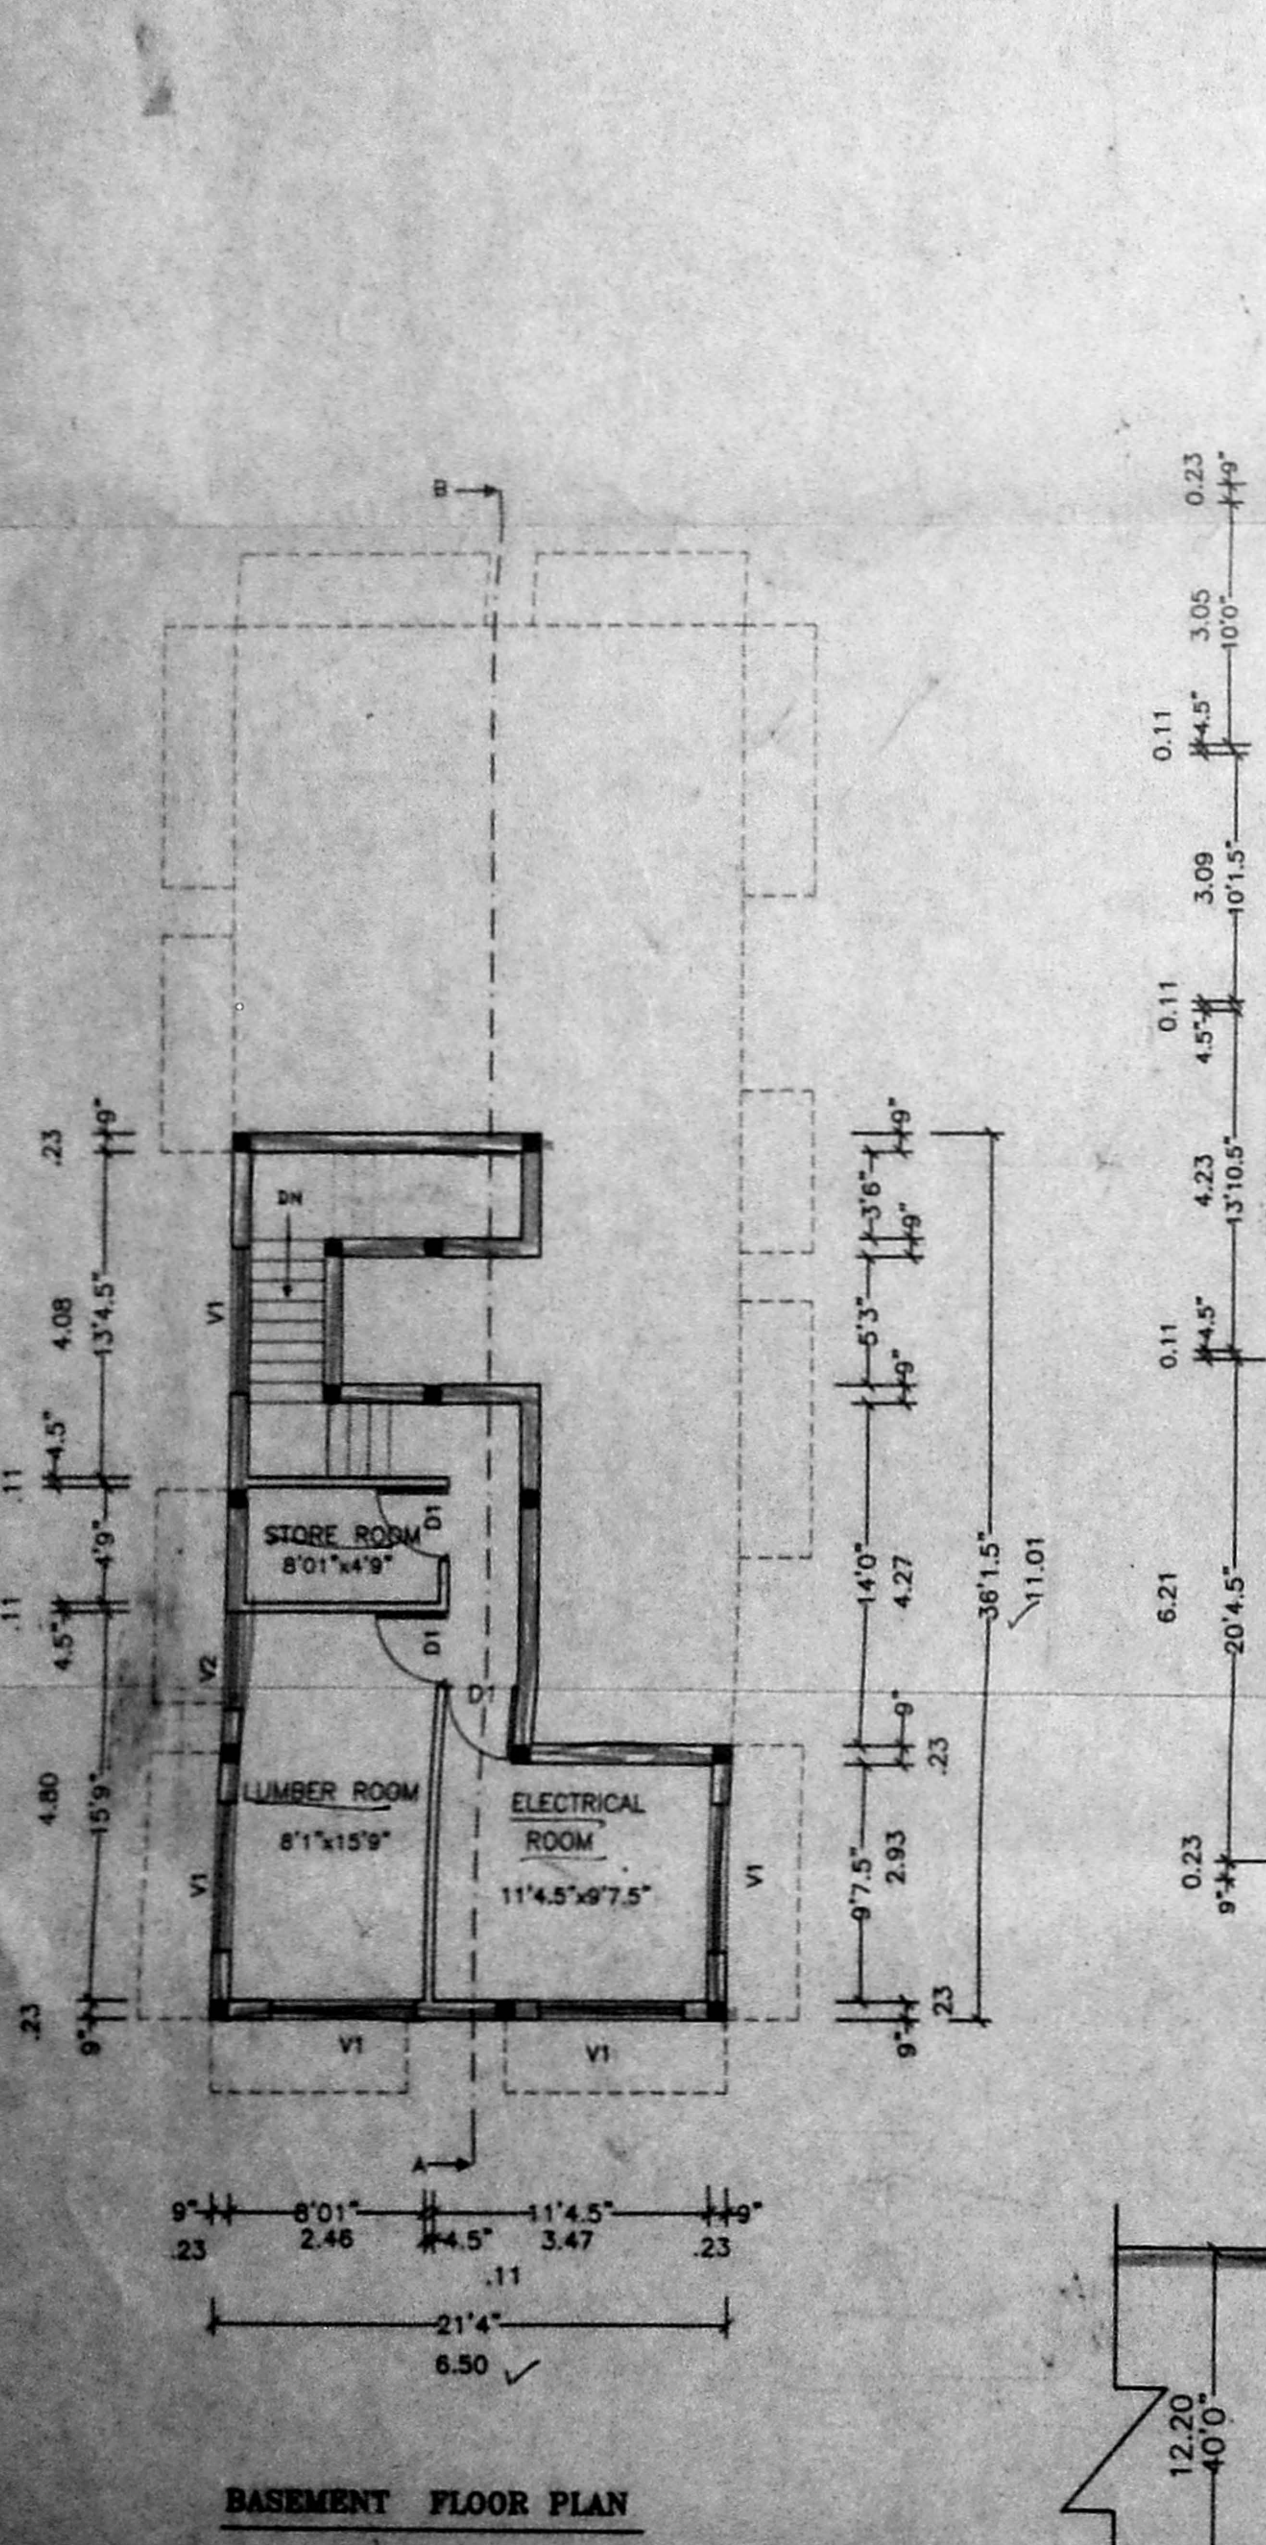 B
0.23
9"
3.05
10'0"
0.11
4.5"
3.09
10'1.5"
0.11
4.5"
4.23
13'10.5"
0.11
4.5"
6.21
20'4.5"
0.23
9"
.23
9"
4.08
13'4.5"
4.5"
.11
4'9"
.11
4.5"
4.80
15'9"
.23
9"
DN
V1
STORE ROOM
8'01"x4'9"
D1
D1
D1
V2
LUMBER ROOM
8'1"x15'9"
V1
ELECTRICAL
ROOM
11'4.5"x9'7.5"
V1
V1
V1
9"
3'6"
9"
5'3"
9"
14'0"
4.27
36'1.5"
11.01
9"
.23
9'7.5"
2.93
.23
9"
A
9" 8'01" 11'4.5" 9"
.23 2.46 4.5" 3.47 .23
.11
21'4"
6.50
12.20
40'0"
BASEMENT FLOOR PLAN